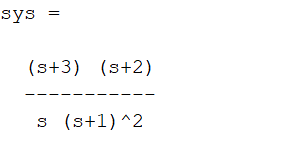 sys =
(s+3) (s+2)
-----------
s (s+1)^2